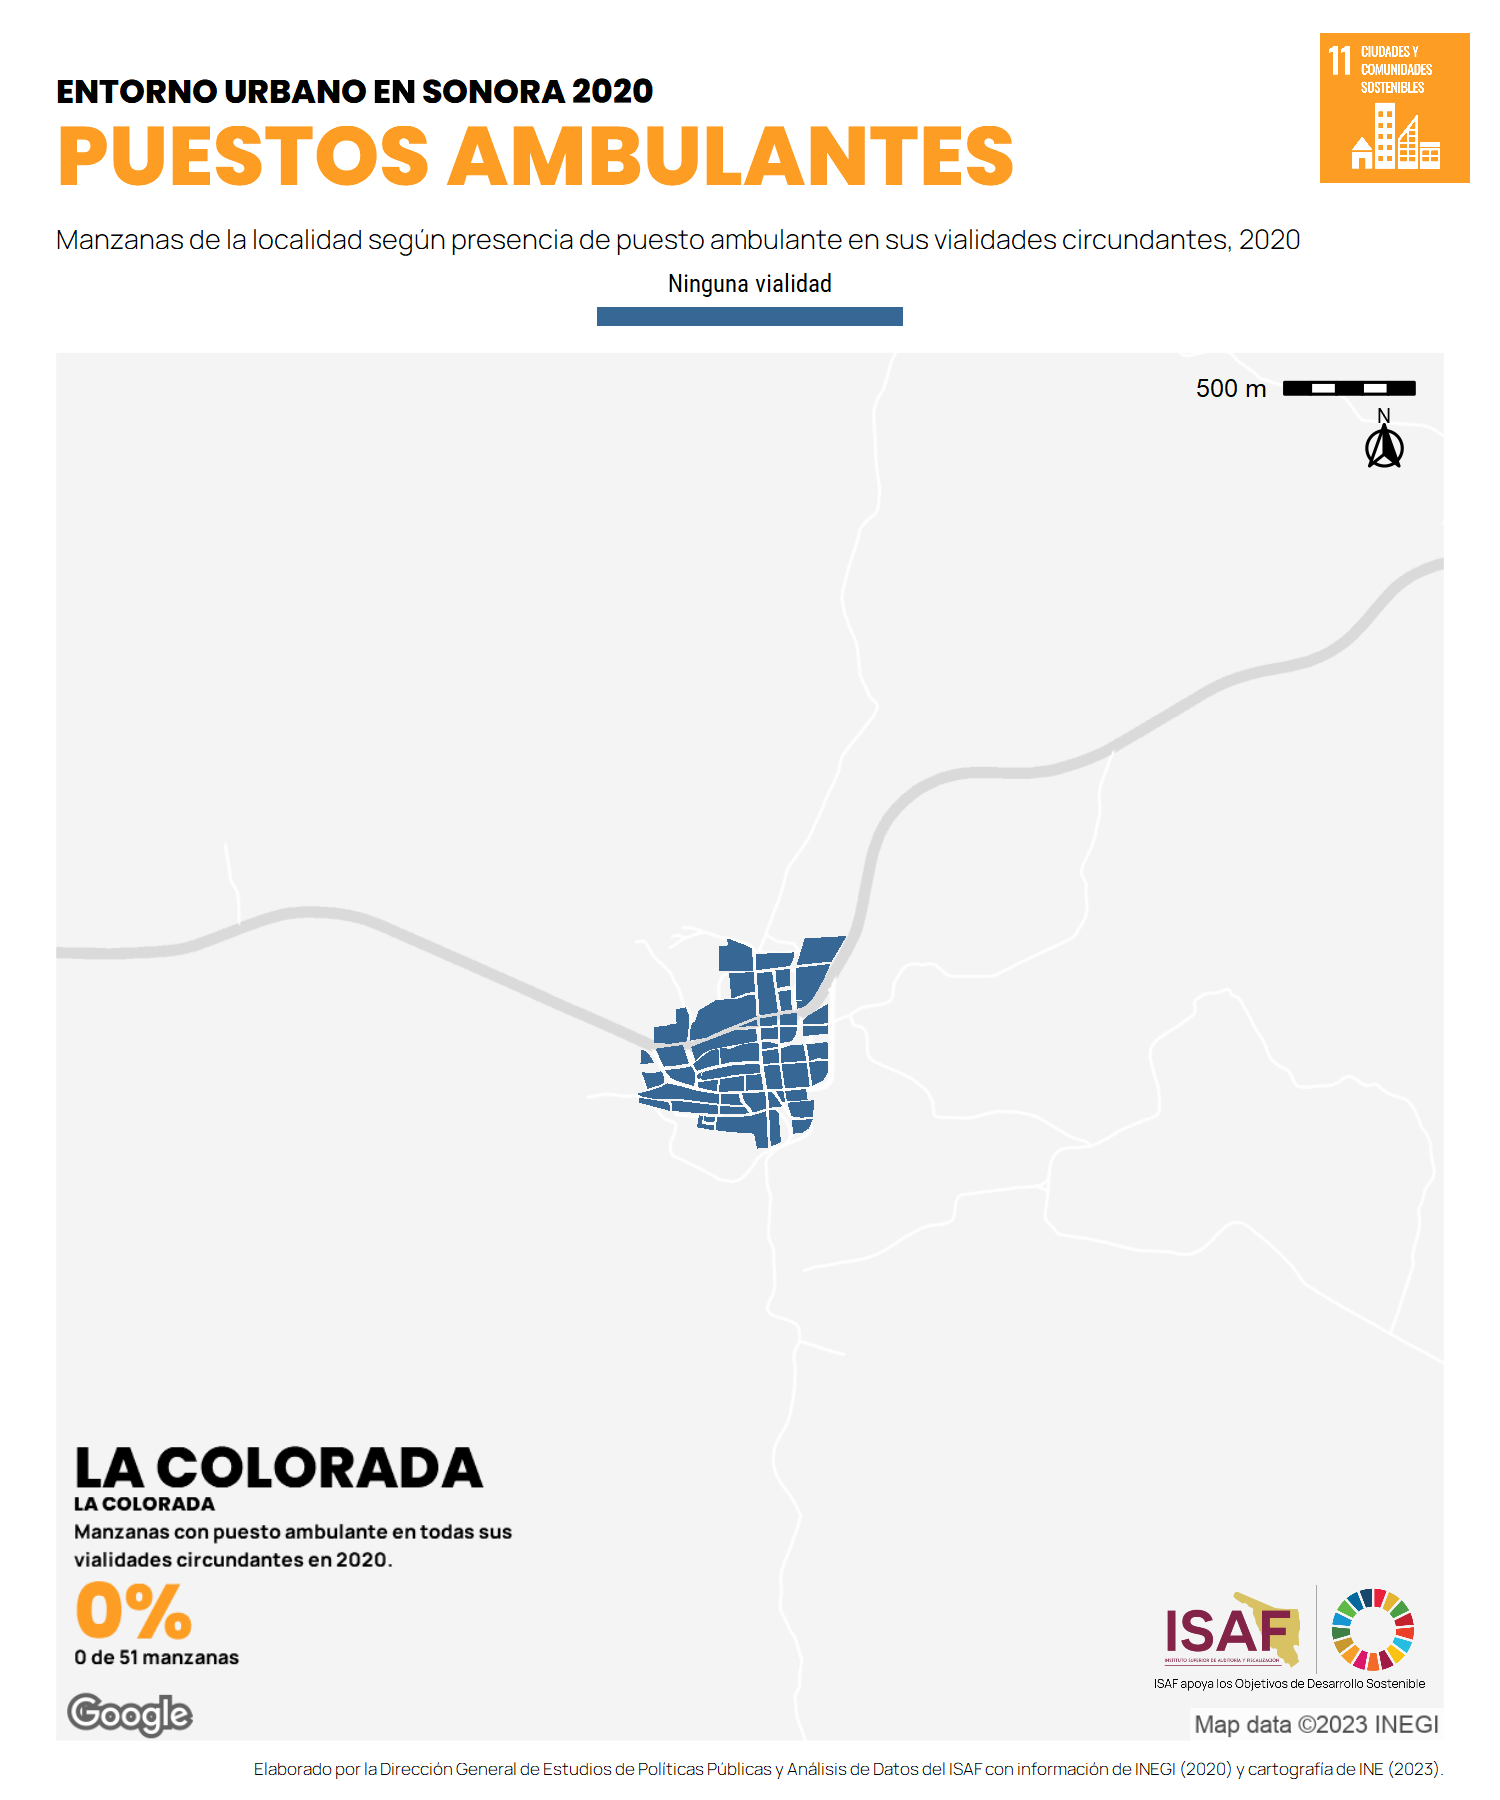 ENTORNO URBANO EN SONORA 2020
PUESTOS AMBULANTES
11 CIUDADES Y
COMUNIDADES
SOSTENIBLES
Manzanas de la localidad según presencia de puesto ambulante en sus vialidades circundantes, 2020
Ninguna vialidad
500 m
N
LA COLORADA
LA COLORADA
Manzanas con puesto ambulante en todas sus
vialidades circundantes en 2020.
0%
0 de 51 manzanas
Google
ISAF
INSTITUTO SUPERIOR DE AUDITORÍA Y FISCALIZACIÓN
ISAF apoya los Objetivos de Desarrollo Sostenible
Map data ©2023 INEGI
Elaborado por la Dirección General de Estudios de Políticas Públicas y Análisis de Datos del ISAF con información de INEGI (2020) y cartografía de INE (2023).